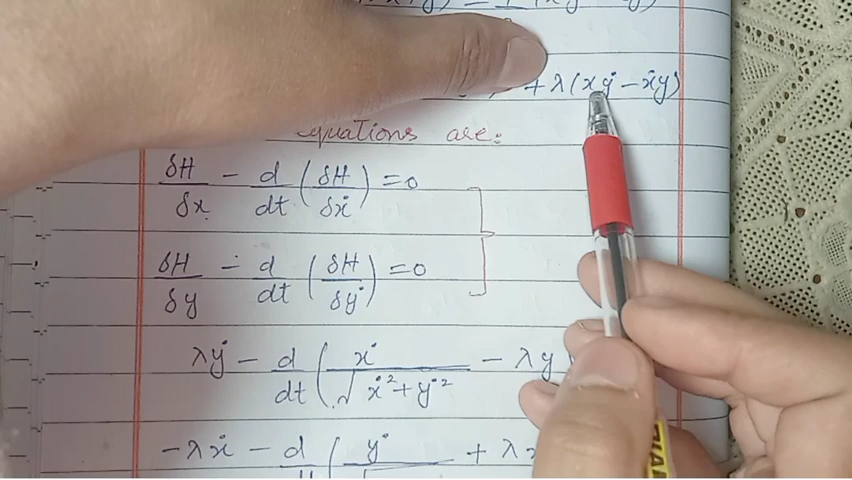 + λ(xẏ − ẋy)
equations are:
δH/δx − d/dt (δH/δẋ) = 0
δH/δy − d/dt (δH/δẏ) = 0
λẏ − d/dt (ẋ/√ẋ²+ẏ² − λy
−λẋ − d/dt (ẏ/√ + λx